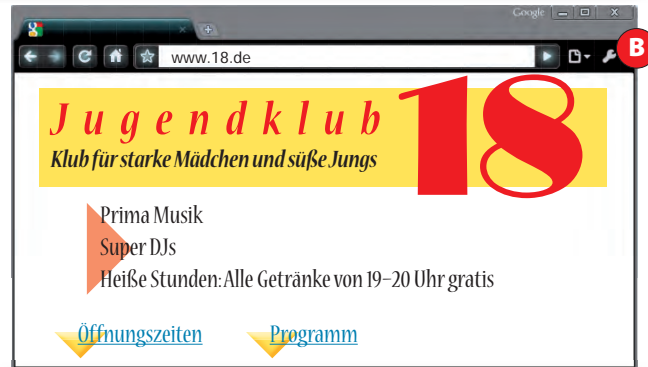 Google
www.18.de
B
Jugendklub 18
Klub für starke Mädchen und süße Jungs
Prima Musik
Super DJs
Heiße Stunden: Alle Getränke von 19–20 Uhr gratis
Öffnungszeiten Programm